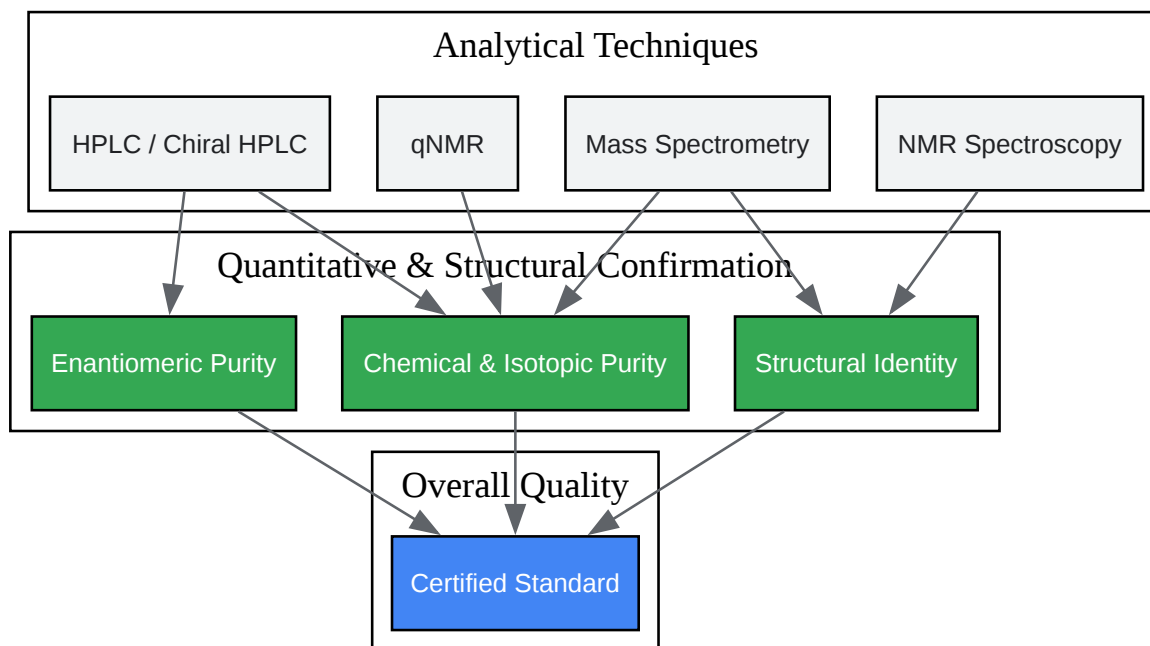 Analytical Techniques
HPLC / Chiral HPLC
qNMR
Mass Spectrometry
NMR Spectroscopy
Quantitative & Structural Confirmation
Enantiomeric Purity
Chemical & Isotopic Purity
Structural Identity
Overall Quality
Certified Standard